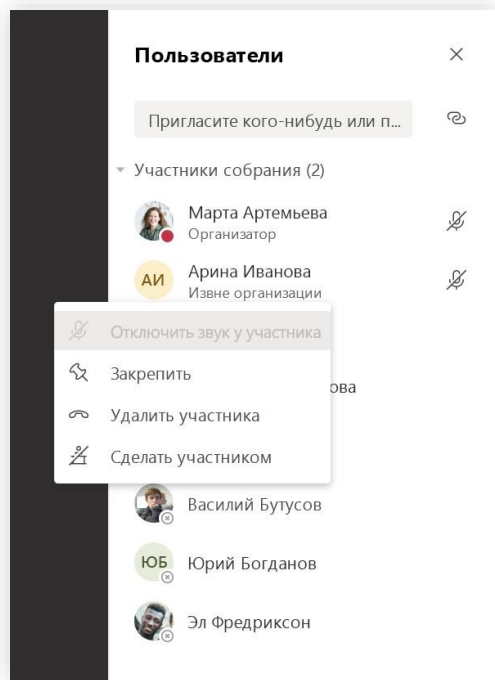 Пользователи
Пригласите кого-нибудь или п...
Участники собрания (2)
Марта Артемьева
Организатор
АИ
Арина Иванова
Извне организации
Отключить звук у участника
Закрепить
ова
Удалить участника
Сделать участником
Василий Бутусов
ЮБ
Юрий Богданов
Эл Фредриксон